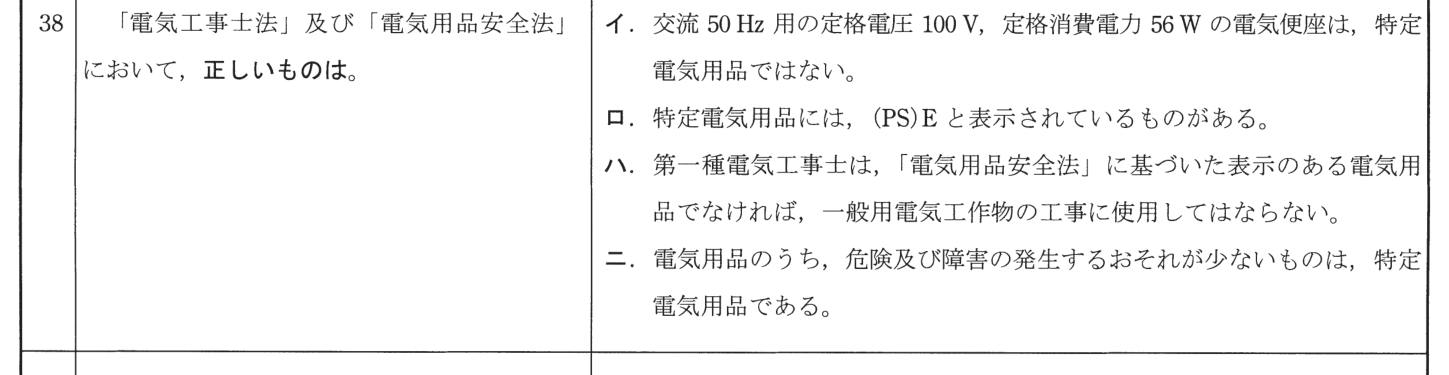 38
「電気工事士法」及び「電気用品安全法」
において，正しいものは。
イ．交流 50 Hz 用の定格電圧 100 V，定格消費電力 56 W の電気便座は，特定
電気用品ではない。
ロ．特定電気用品には，(PS)E と表示されているものがある。
ハ．第一種電気工事士は，「電気用品安全法」に基づいた表示のある電気用
品でなければ，一般用電気工作物の工事に使用してはならない。
ニ．電気用品のうち，危険及び障害の発生するおそれが少ないものは，特定
電気用品である。